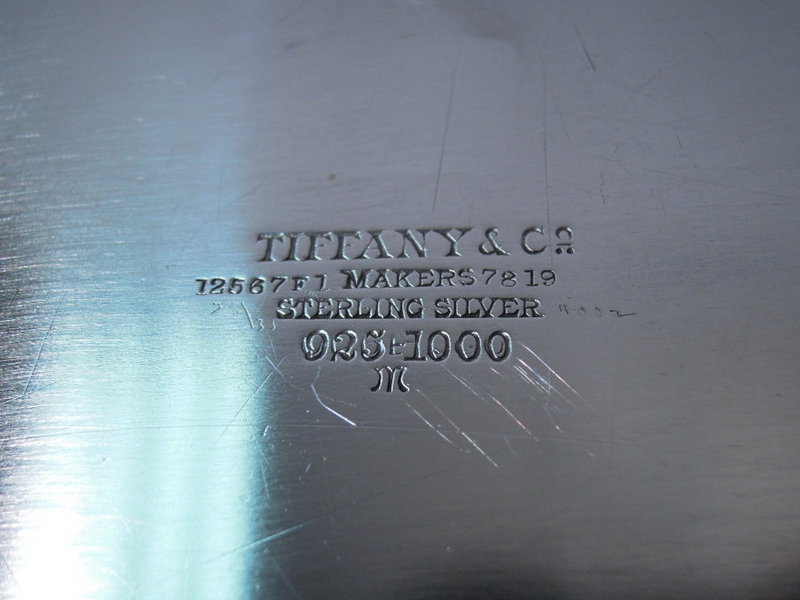 TIFFANY & Co
12567F1 MAKERS 7819
STERLING SILVER
925-1000
M